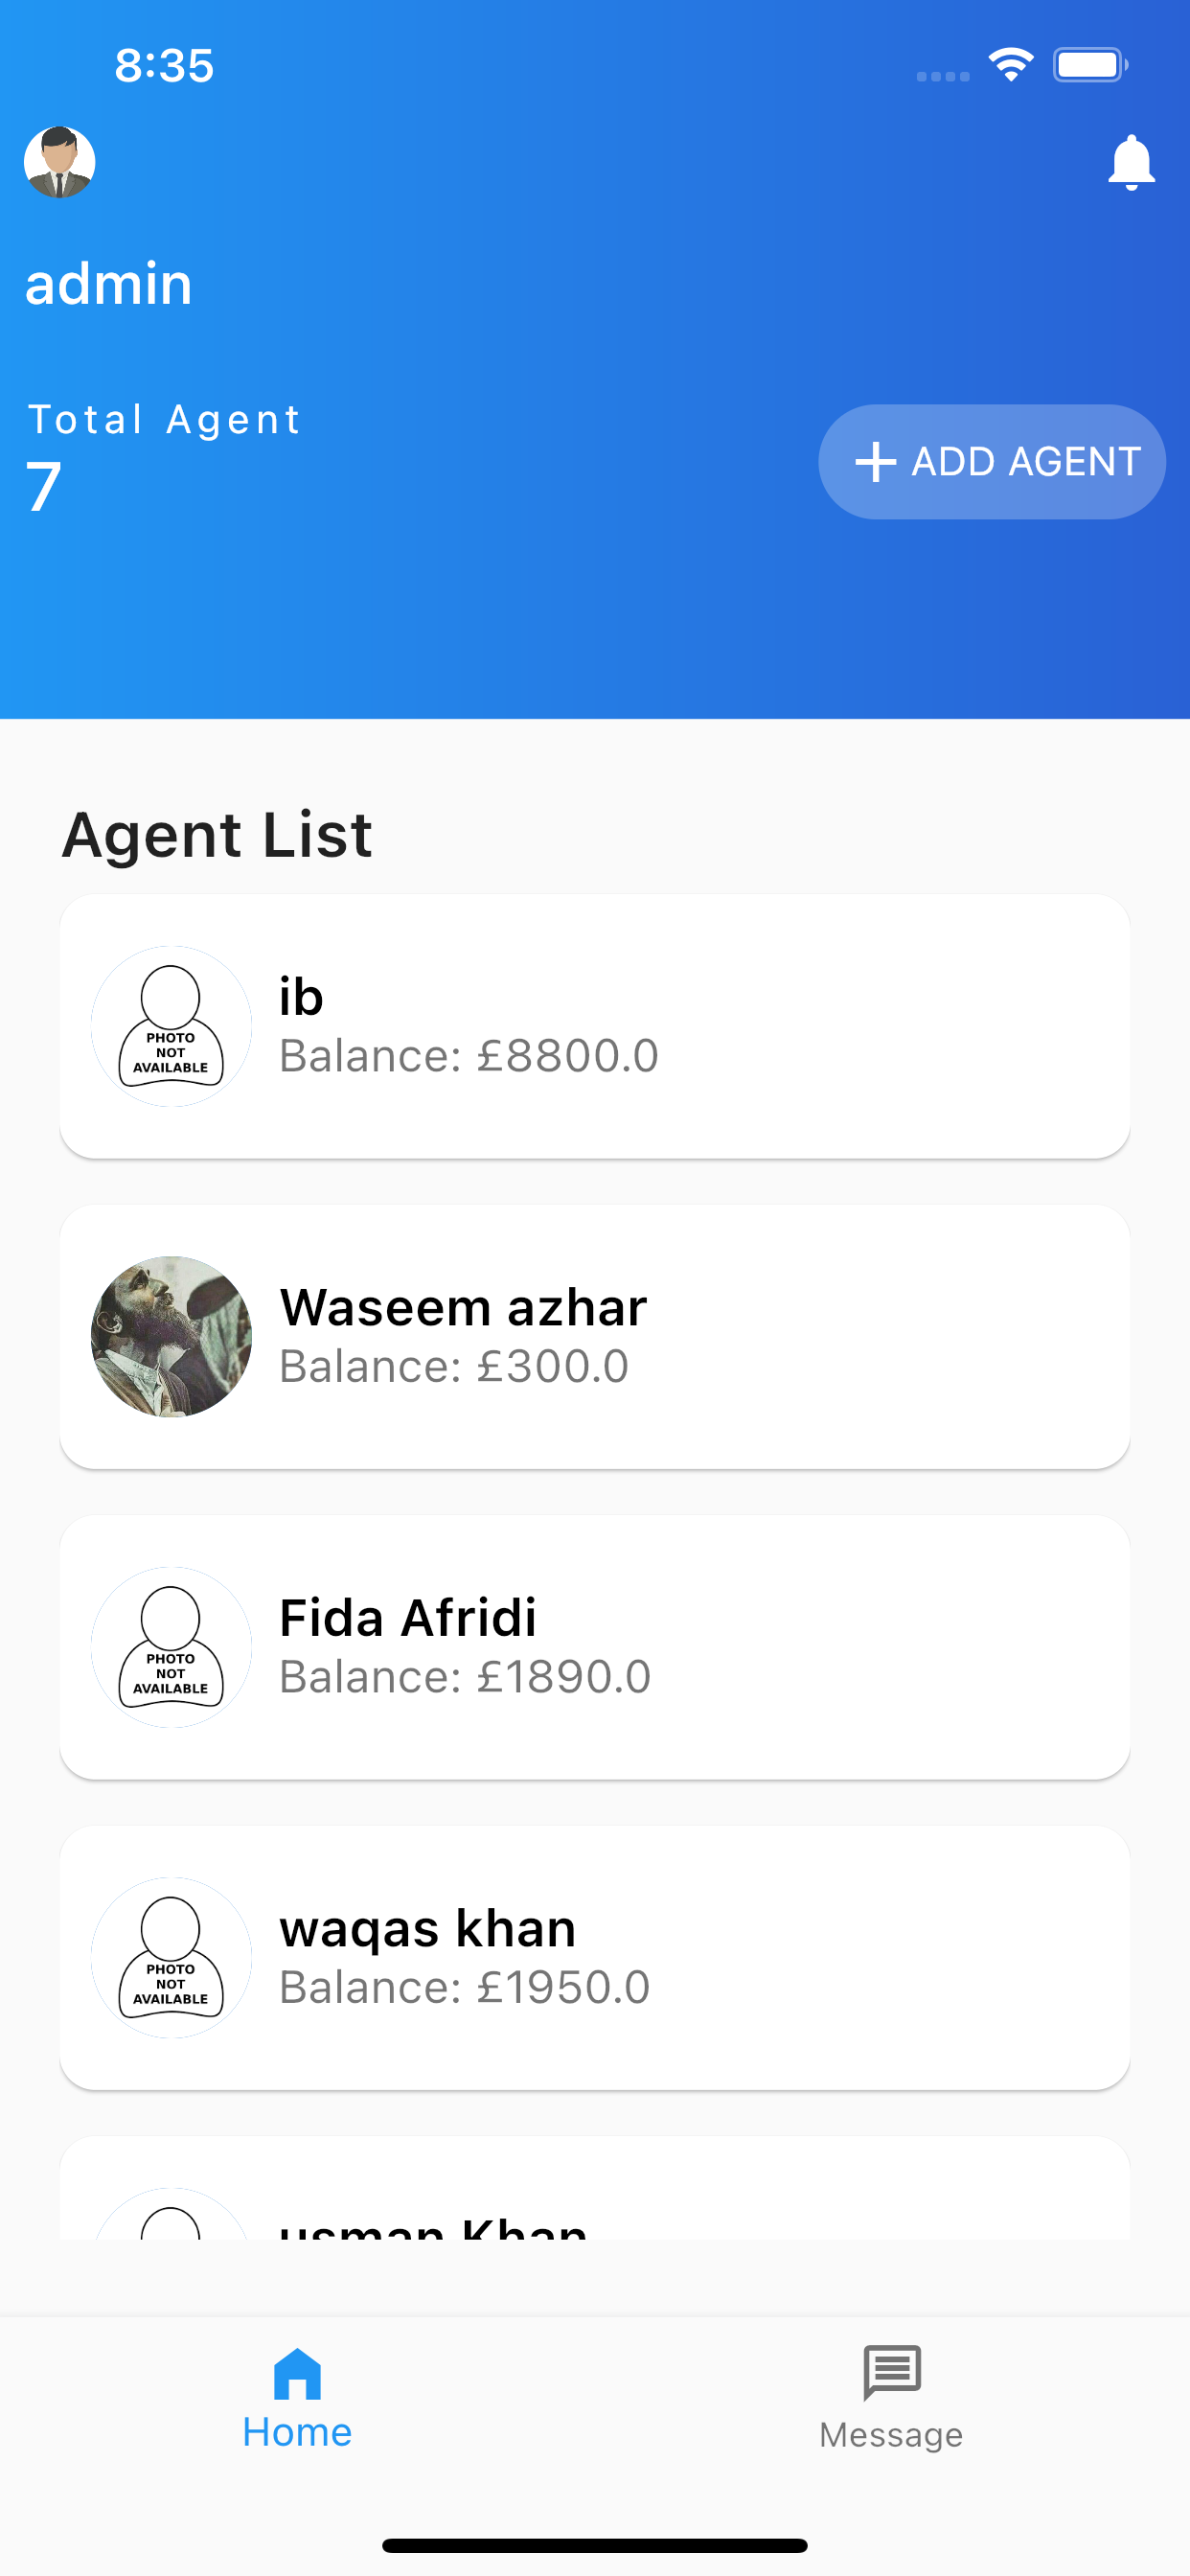 8:35
admin
Total Agent
7
ADD AGENT
Agent List
PHOTO
NOT
AVAILABLE
ib
Balance: £8800.0
Waseem azhar
Balance: £300.0
PHOTO
NOT
AVAILABLE
Fida Afridi
Balance: £1890.0
PHOTO
NOT
AVAILABLE
waqas khan
Balance: £1950.0
usman Khan
Home
Message